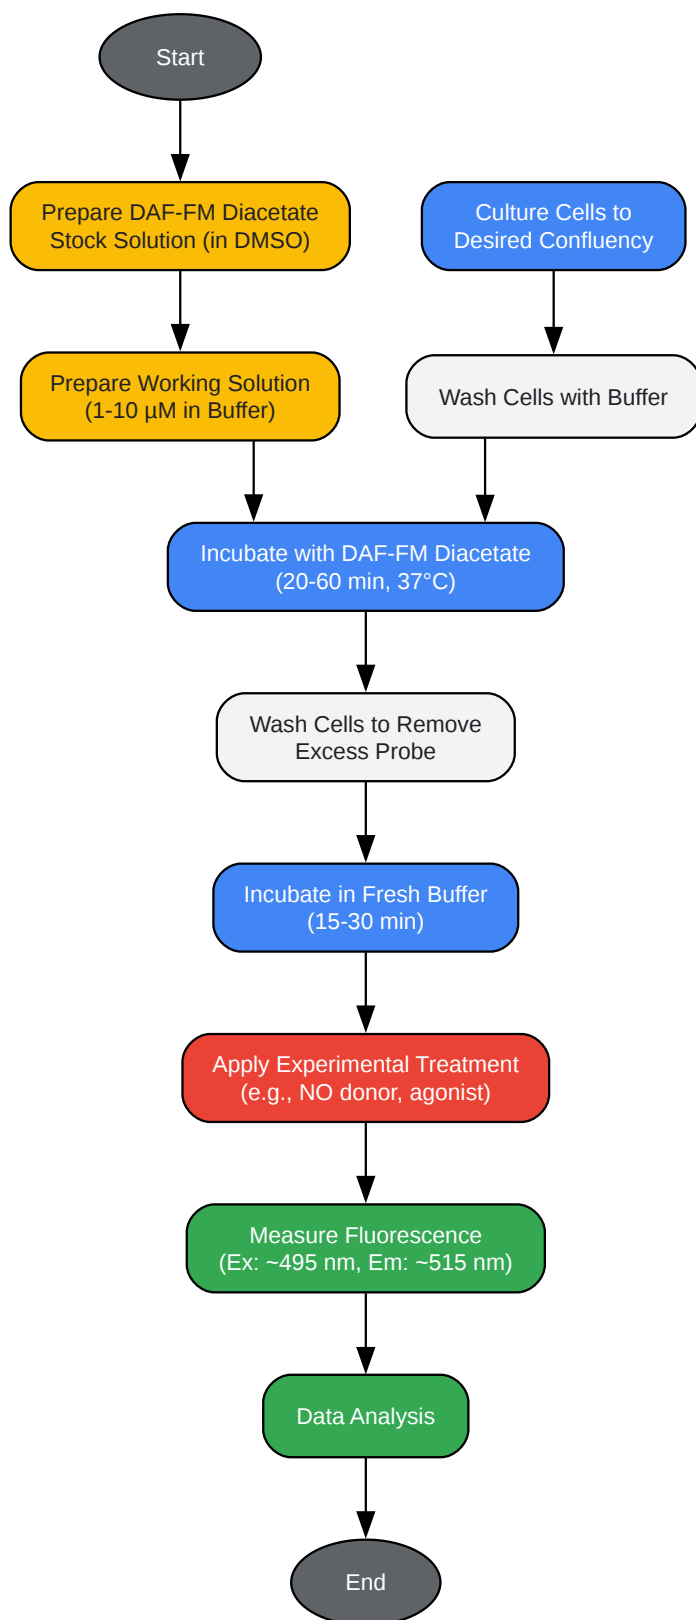 Start
Prepare DAF-FM Diacetate
Stock Solution (in DMSO)
Culture Cells to
Desired Confluency
Prepare Working Solution
(1-10 µM in Buffer)
Wash Cells with Buffer
Incubate with DAF-FM Diacetate
(20-60 min, 37°C)
Wash Cells to Remove
Excess Probe
Incubate in Fresh Buffer
(15-30 min)
Apply Experimental Treatment
(e.g., NO donor, agonist)
Measure Fluorescence
(Ex: ~495 nm, Em: ~515 nm)
Data Analysis
End